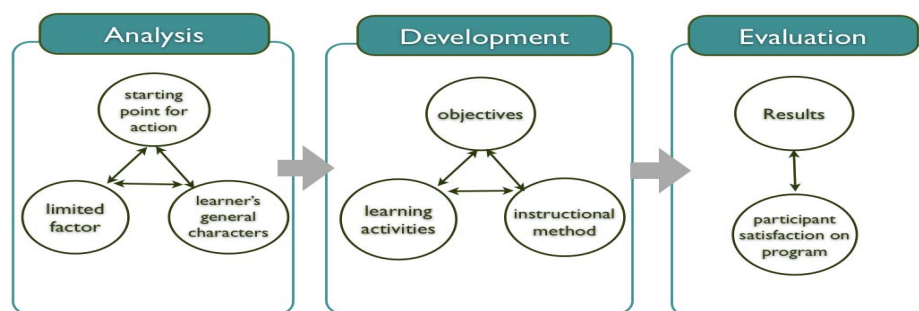 Analysis
starting
point for
action
limited
factor
learner's
general
characters
Development
objectives
learning
activities
instructional
method
Evaluation
Results
participant
satisfaction on
program